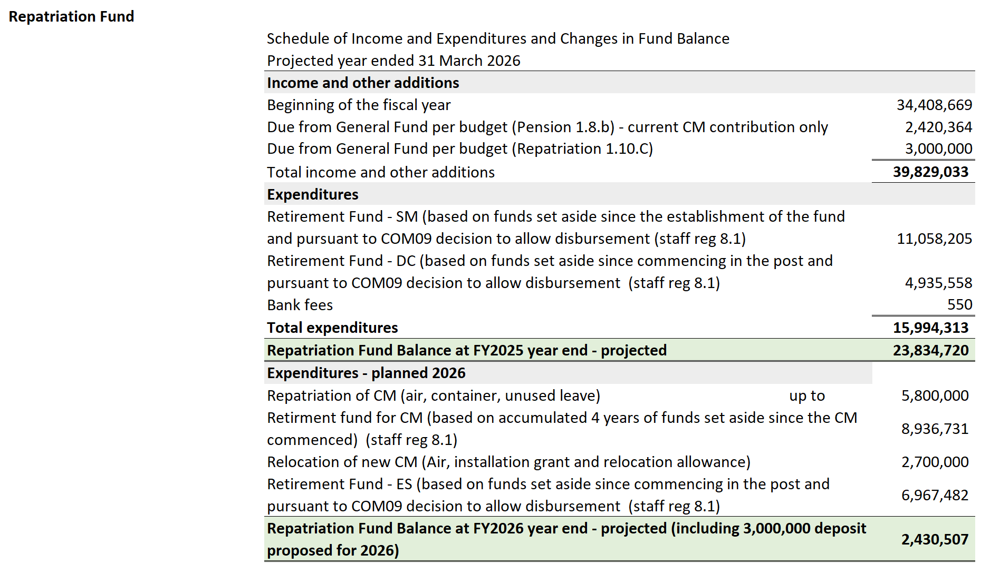 Repatriation Fund
Schedule of Income and Expenditures and Changes in Fund Balance
Projected year ended 31 March 2026
Income and other additions
Beginning of the fiscal year 34,408,669
Due from General Fund per budget (Pension 1.8.b) - current CM contribution only 2,420,364
Due from General Fund per budget (Repatriation 1.10.C) 3,000,000
Total income and other additions 39,829,033
Expenditures
Retirement Fund - SM (based on funds set aside since the establishment of the fund
and pursuant to COM09 decision to allow disbursement (staff reg 8.1) 11,058,205
Retirement Fund - DC (based on funds set aside since commencing in the post and
pursuant to COM09 decision to allow disbursement  (staff reg 8.1) 4,935,558
Bank fees 550
Total expenditures 15,994,313
Repatriation Fund Balance at FY2025 year end - projected 23,834,720
Expenditures - planned 2026
Repatriation of CM (air, container, unused leave) up to 5,800,000
Retirment fund for CM (based on accumulated 4 years of funds set aside since the CM
commenced)  (staff reg 8.1) 8,936,731
Relocation of new CM (Air, installation grant and relocation allowance) 2,700,000
Retirement Fund - ES (based on funds set aside since commencing in the post and
pursuant to COM09 decision to allow disbursement  (staff reg 8.1) 6,967,482
Repatriation Fund Balance at FY2026 year end - projected (including 3,000,000 deposit
proposed for 2026) 2,430,507